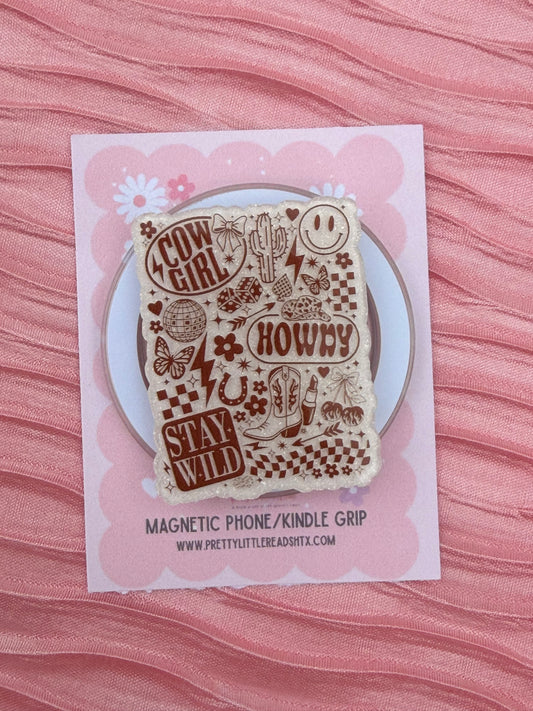 COW
GIRL
HOWDY
STAY
WILD
MAGNETIC PHONE/KINDLE GRIP
WWW.PRETTYLITTLEREADSHTX.COM